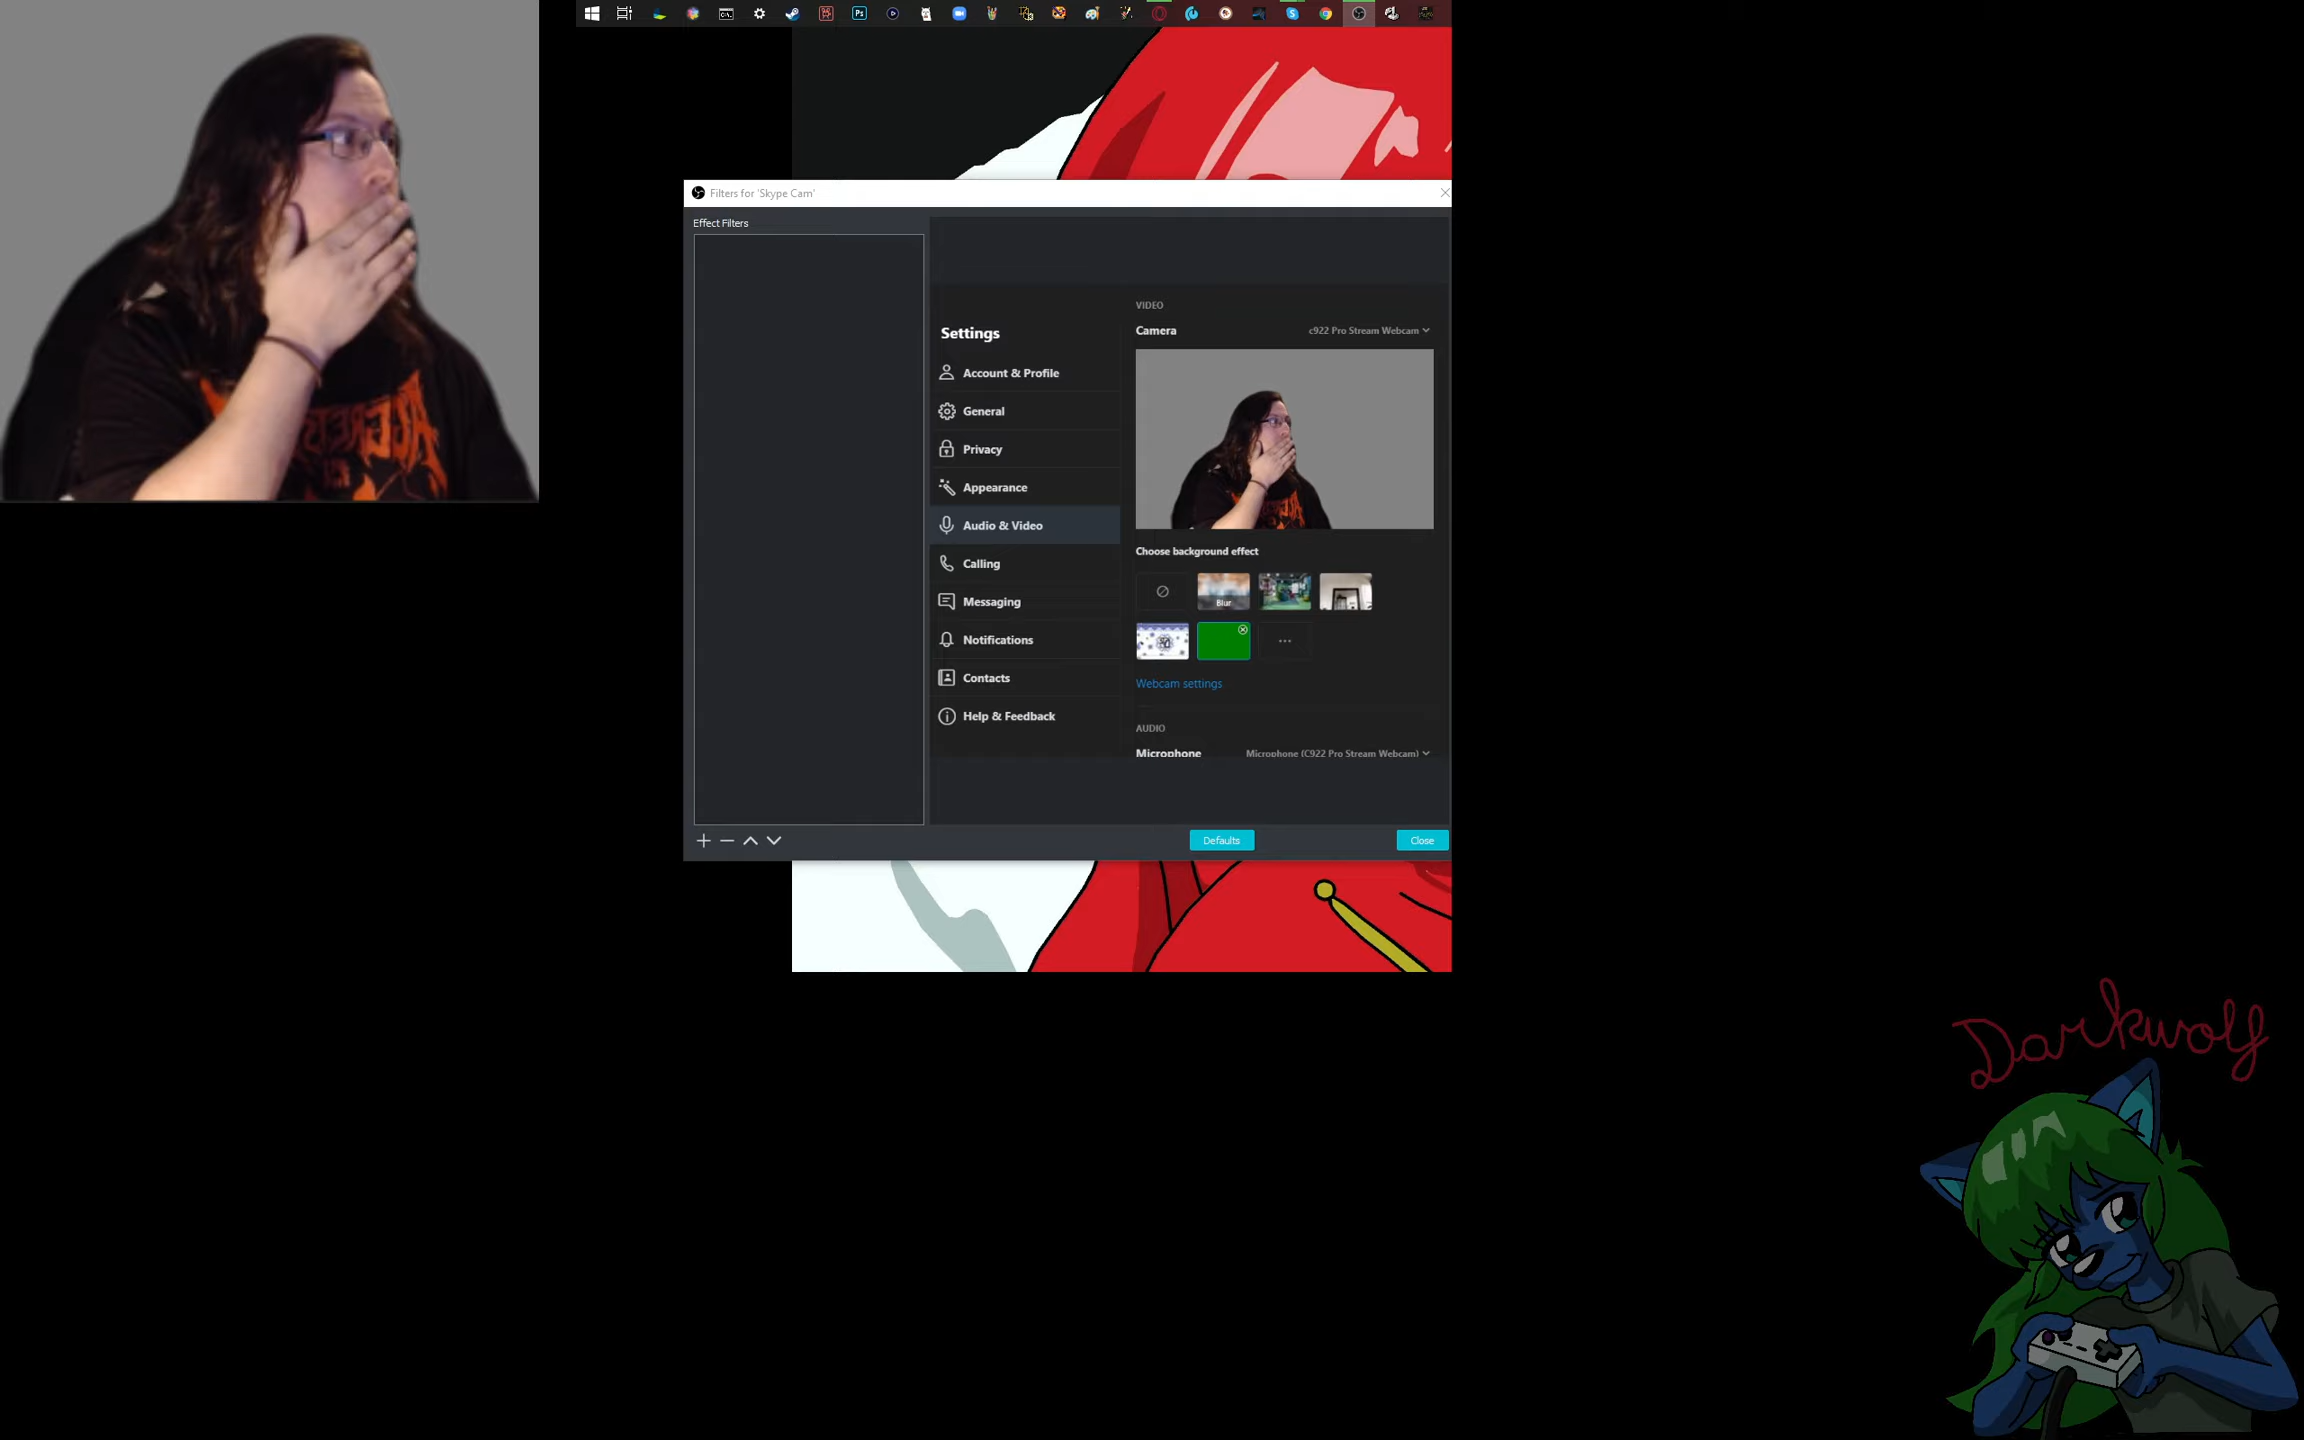 Filters for 'Skype Cam'
Effect Filters
Settings
Account & Profile
General
Privacy
Appearance
Audio & Video
Calling
Messaging
Notifications
Contacts
Help & Feedback
VIDEO
Camera
c922 Pro Stream Webcam
Choose background effect
Blur
Webcam settings
AUDIO
Microphone
Microphone (C922 Pro Stream Webcam)
Defaults
Close
Ps
Darkwolf